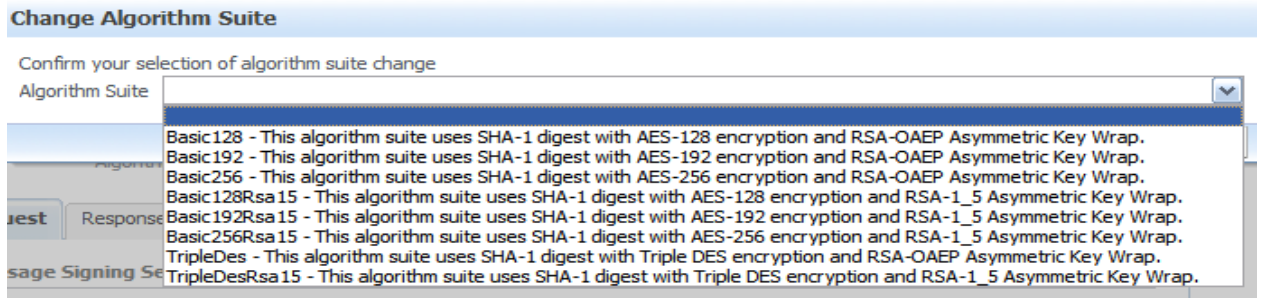 Change Algorithm Suite
Confirm your selection of algorithm suite change
Algorithm Suite
Basic128 - This algorithm suite uses SHA-1 digest with AES-128 encryption and RSA-OAEP Asymmetric Key Wrap.
Basic192 - This algorithm suite uses SHA-1 digest with AES-192 encryption and RSA-OAEP Asymmetric Key Wrap.
Basic256 - This algorithm suite uses SHA-1 digest with AES-256 encryption and RSA-OAEP Asymmetric Key Wrap.
Basic128Rsa15 - This algorithm suite uses SHA-1 digest with AES-128 encryption and RSA-1_5 Asymmetric Key Wrap.
Response Basic192Rsa15 - This algorithm suite uses SHA-1 digest with AES-192 encryption and RSA-1_5 Asymmetric Key Wrap.
Basic256Rsa15 - This algorithm suite uses SHA-1 digest with AES-256 encryption and RSA-1_5 Asymmetric Key Wrap.
TripleDes - This algorithm suite uses SHA-1 digest with Triple DES encryption and RSA-OAEP Asymmetric Key Wrap.
Signing TripleDesRsa15 - This algorithm suite uses SHA-1 digest with Triple DES encryption and RSA-1_5 Asymmetric Key Wrap.